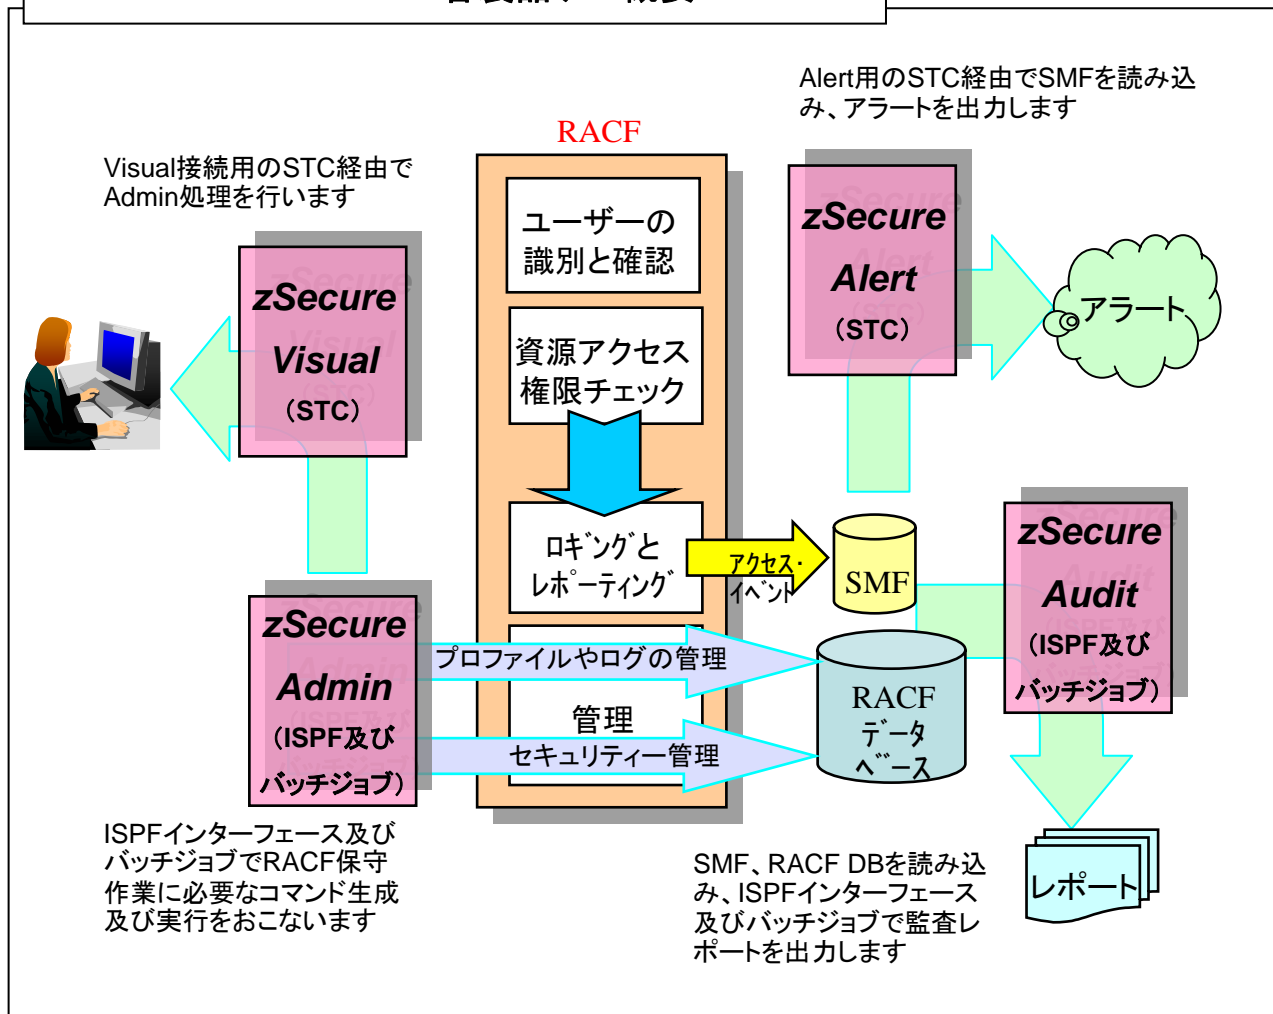 Alert用のSTC経由でSMFを読み込
み、アラートを出力します
RACF
Visual接続用のSTC経由で
Admin処理を行います
ユーザーの
識別と確認
zSecure
Alert
（STC）
アラート
zSecure
Visual
（STC）
資源アクセス
権限チェック
ﾛｷﾞﾝｸﾞと
ﾚﾎﾟｰﾃｨﾝｸﾞ
ｱｸｾｽ・
ｲﾍﾞﾝﾄ
SMF
zSecure
Audit
（ISPF及び
バッチジョブ）
zSecure
Admin
（ISPF及び
バッチジョブ）
プロファイルやログの管理
管理
セキュリティー管理
RACF
ﾃﾞｰﾀ
ﾍﾞｰｽ
ISPFインターフェース及び
バッチジョブでRACF保守
作業に必要なコマンド生成
及び実行をおこないます
SMF、RACF DBを読み込
み、ISPFインターフェース
及びバッチジョブで監査レ
ポートを出力します
レポート